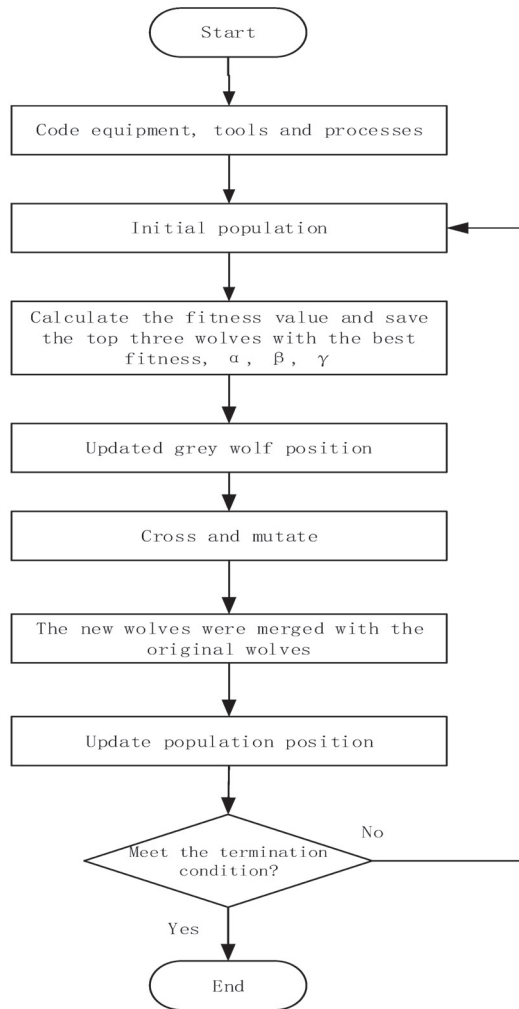 Start
Code equipment, tools and processes
Initial population
Calculate the fitness value and save
the top three wolves with the best
fitness, α, β, γ
Updated grey wolf position
Cross and mutate
The new wolves were merged with the
original wolves
Update population position
Meet the termination
condition?
No
Yes
End